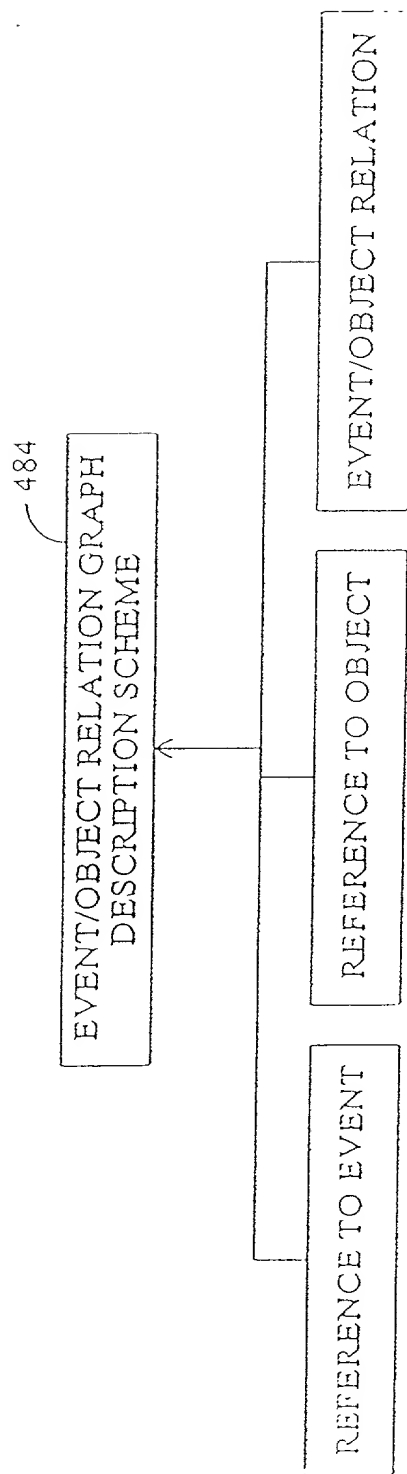 484
EVENT/OBJECT RELATION GRAPH
DESCRIPTION SCHEME
REFERENCE TO EVENT
REFERENCE TO OBJECT
EVENT/OBJECT RELATION